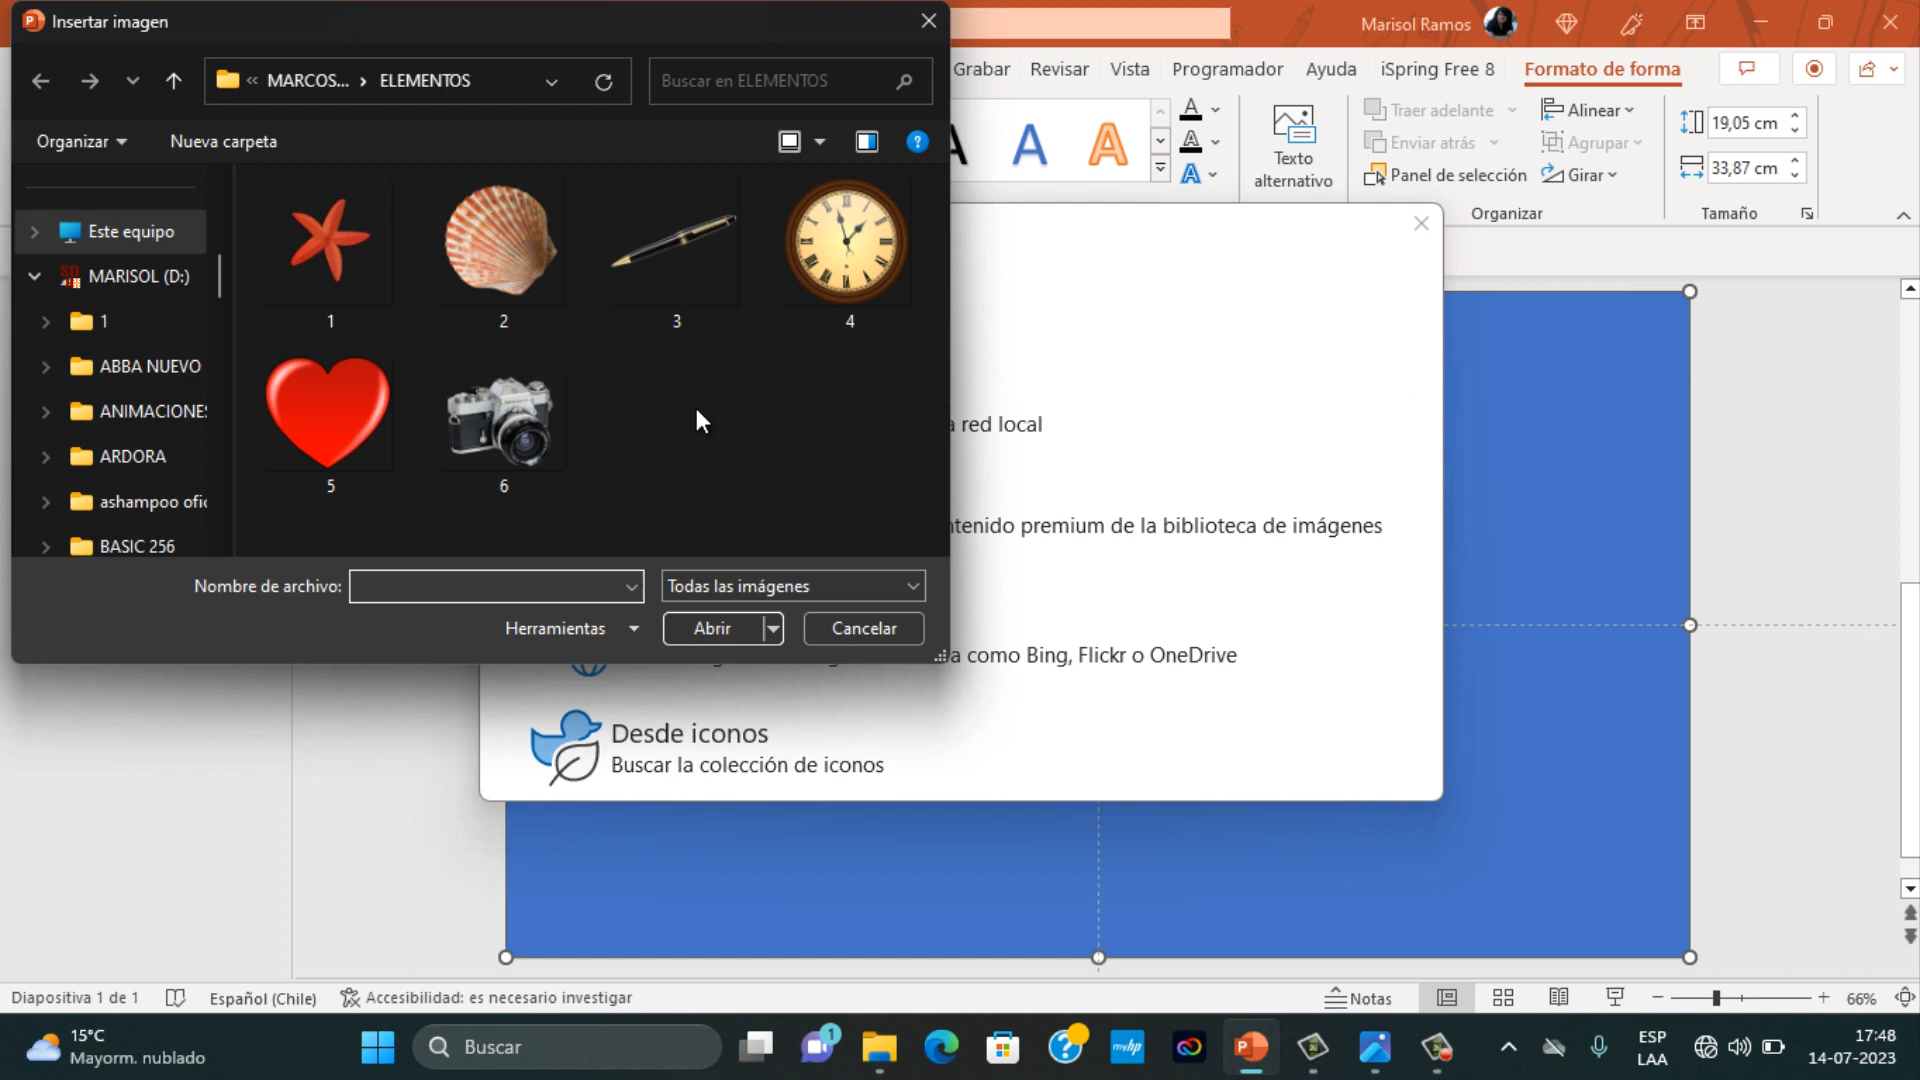 Insertar imagen
Marisol Ramos
« MARCOS... › ELEMENTOS
Buscar en ELEMENTOS
Grabar Revisar Vista Programador Ayuda iSpring Free 8 Formato de forma
Organizar
Nueva carpeta
A A A
Texto
alternativo
Traer adelante
Enviar atrás
Panel de selección
Alinear
Agrupar
Girar
19,05 cm
33,87 cm
Organizar
Tamaño
Este equipo
MARISOL (D:)
1
ABBA NUEVO
ANIMACIONES
ARDORA
ashampoo ofic
BASIC 256
1
2
3
4
5
6
a red local
ntenido premium de la biblioteca de imágenes
a como Bing, Flickr o OneDrive
Nombre de archivo:
Todas las imágenes
Herramientas
Abrir
Cancelar
Desde iconos
Buscar la colección de iconos
Diapositiva 1 de 1
Español (Chile)
Accesibilidad: es necesario investigar
Notas
66%
15°C
Mayorm. nublado
Buscar
1
myhp
ESP
LAA
17:48
14-07-2023